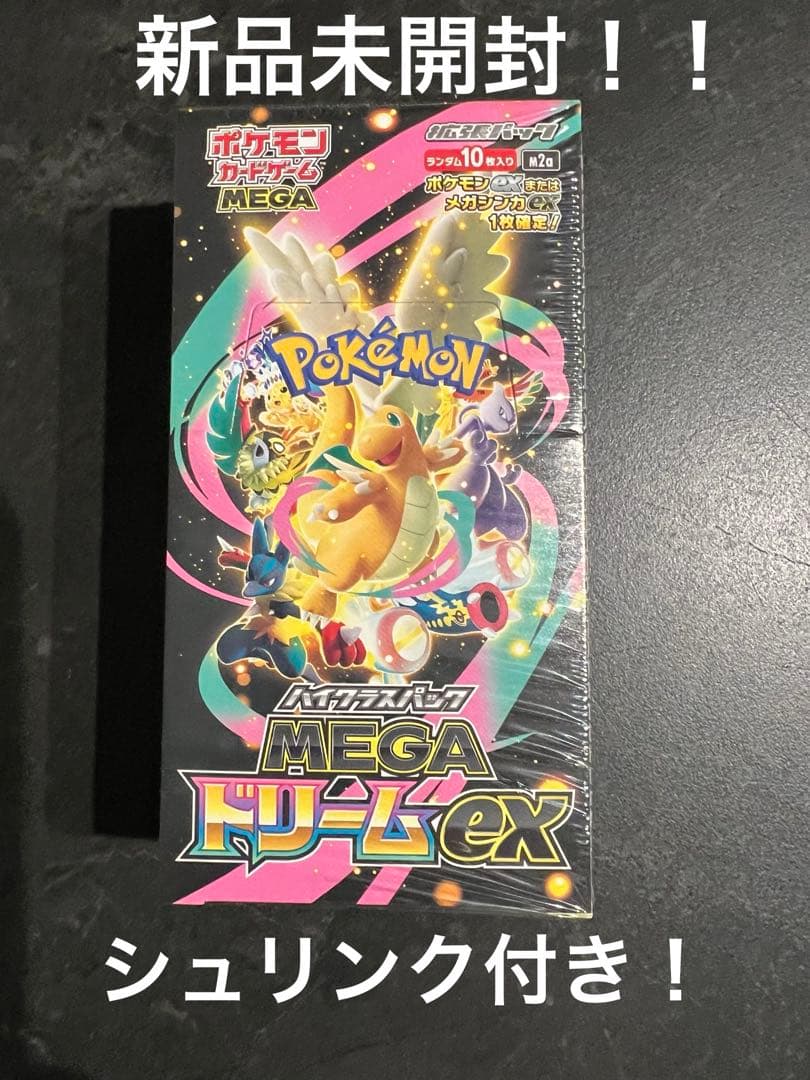 新品未開封！！
ポケモン
カードゲーム
MEGA
拡張パック
ランダム10枚入り
M2a
ポケモンexまたは
メガシンカex
1枚確定！
POKéMON
ハイクラスパック
MEGA
ドリームex
シュリンク付き！